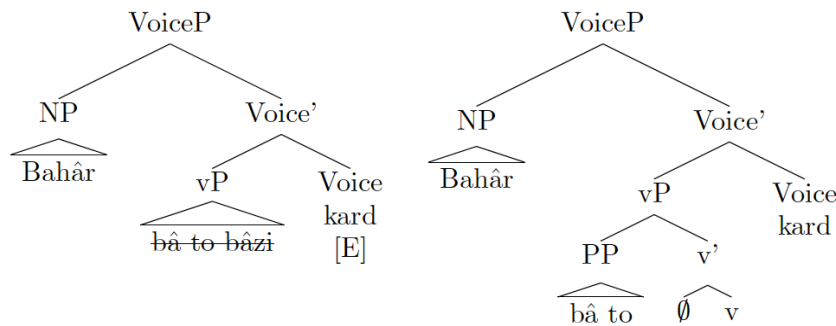 VoiceP
NP Voice’
Bahâr
vP Voice
kard
bâ to bâzi
[E]
VoiceP
NP Voice’
Bahâr
vP Voice
kard
PP v’
bâ to ∅ v